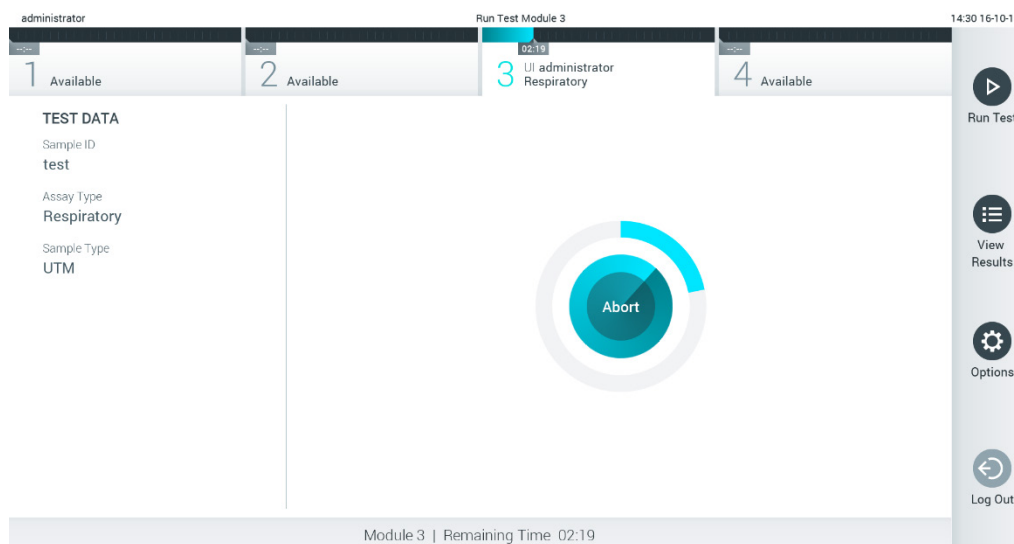 administrator
Run Test Module 3
14:30 16-10-1
--:--
1 Available
--:--
2 Available
02:19
3 UI administrator
Respiratory
--:--
4 Available
TEST DATA
Sample ID
test
Assay Type
Respiratory
Sample Type
UTM
Abort
Run Test
View
Results
Options
Log Out
Module 3 | Remaining Time 02:19